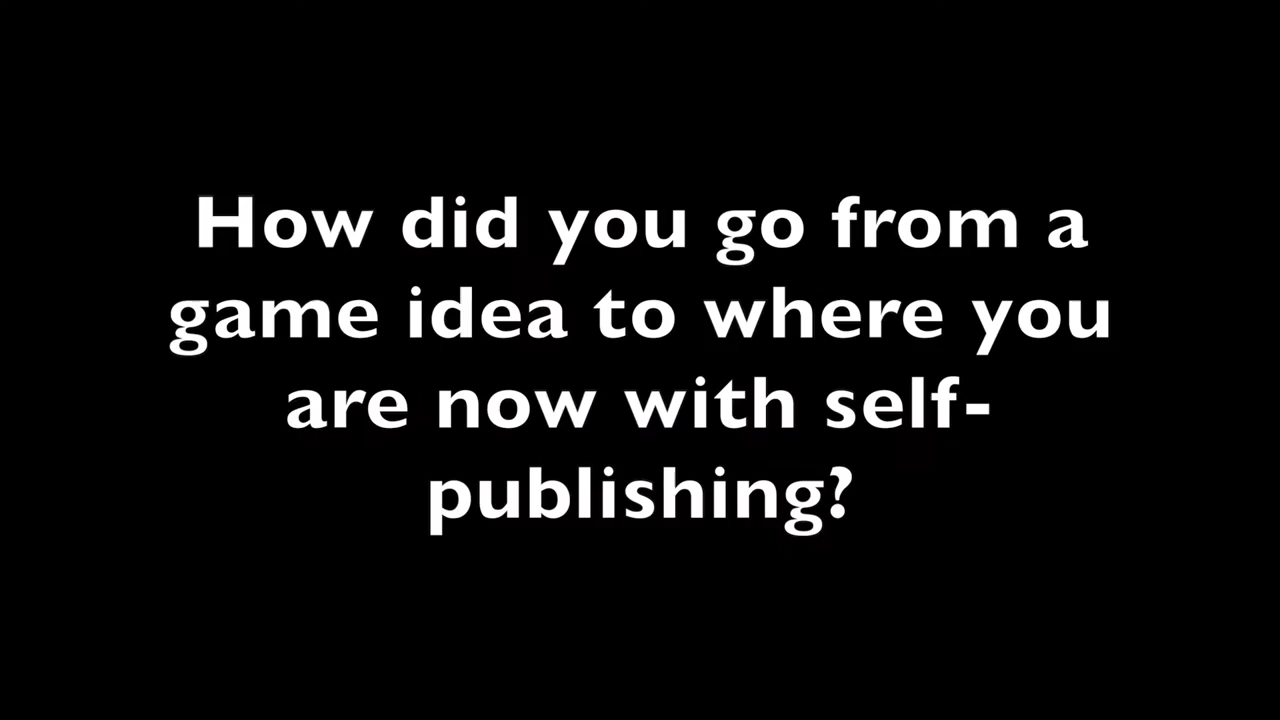 How did you go from a
game idea to where you
are now with self-
publishing?